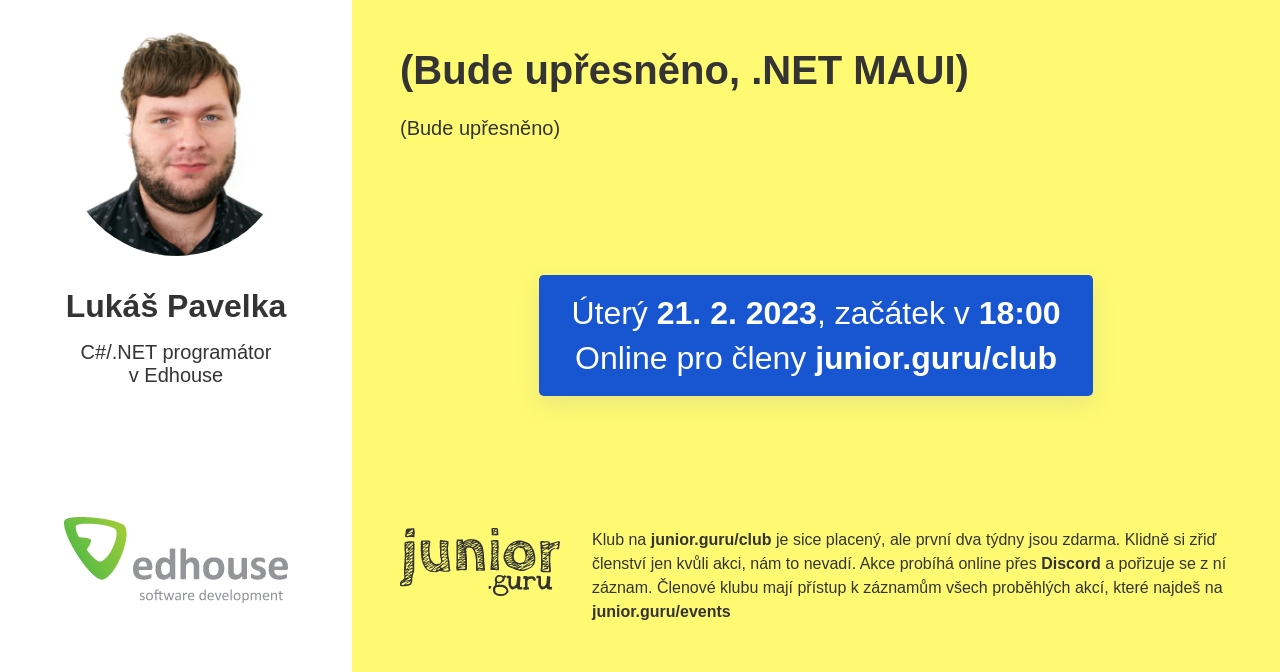 Lukáš Pavelka
C#/.NET programátor
v Edhouse
edhouse
software development
(Bude upřesněno, .NET MAUI)
(Bude upřesněno)
Úterý 21. 2. 2023, začátek v 18:00
Online pro členy junior.guru/club
junior
.guru
Klub na junior.guru/club je sice placený, ale první dva týdny jsou zdarma. Klidně si zřiď
členství jen kvůli akci, nám to nevadí. Akce probíhá online přes Discord a pořizuje se z ní
záznam. Členové klubu mají přístup k záznamům všech proběhlých akcí, které najdeš na
junior.guru/events